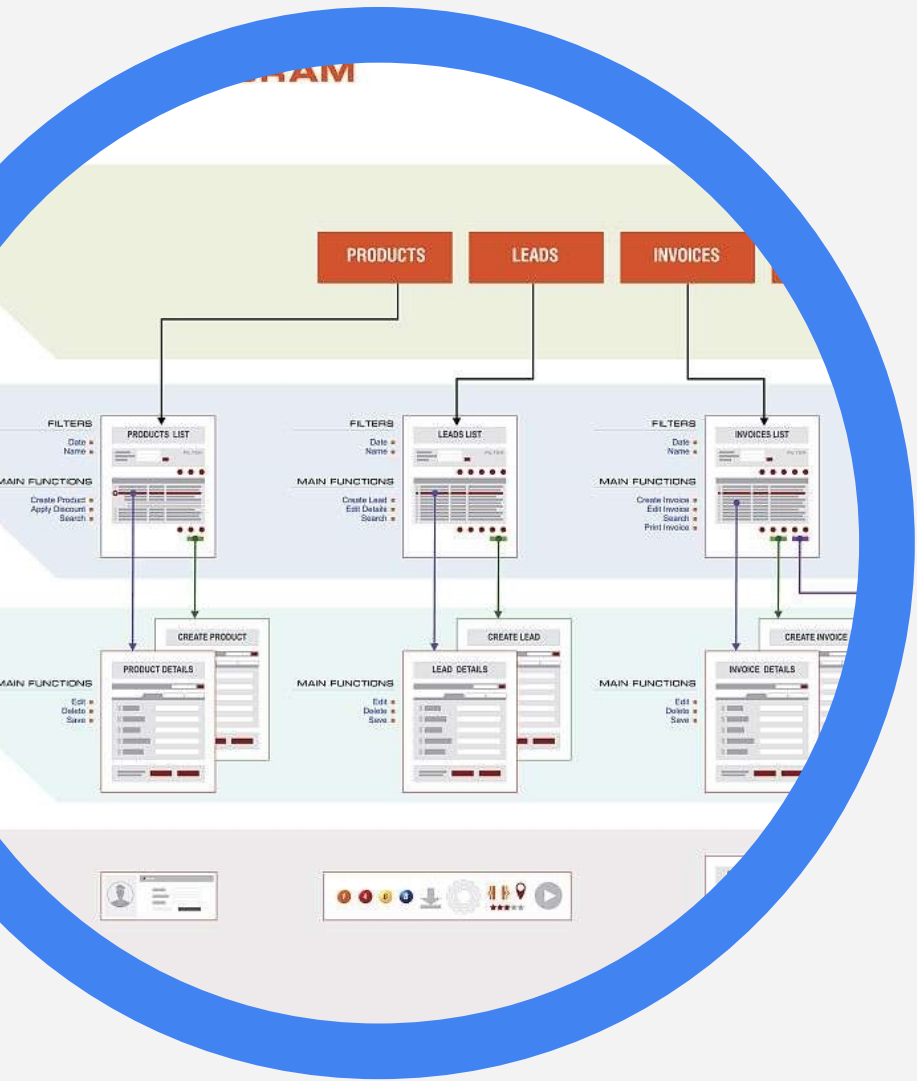 PRODUCTS
LEADS
INVOICES
FILTERS
Date
Name
MAIN FUNCTIONS
Create Product
Apply Discount
Search
PRODUCTS LIST
FILTER
FILTERS
Date
Name
MAIN FUNCTIONS
Create Lead
Edit Details
Search
LEADS LIST
FILTER
FILTERS
Date
Name
MAIN FUNCTIONS
Create Invoice
Edit Invoice
Search
Print Invoice
INVOICES LIST
FILTER
MAIN FUNCTIONS
Edit
Delete
Save
CREATE PRODUCT
PRODUCT DETAILS
MAIN FUNCTIONS
Edit
Delete
Save
CREATE LEAD
LEAD DETAILS
MAIN FUNCTIONS
Edit
Delete
Save
CREATE INVOICE
INVOICE DETAILS